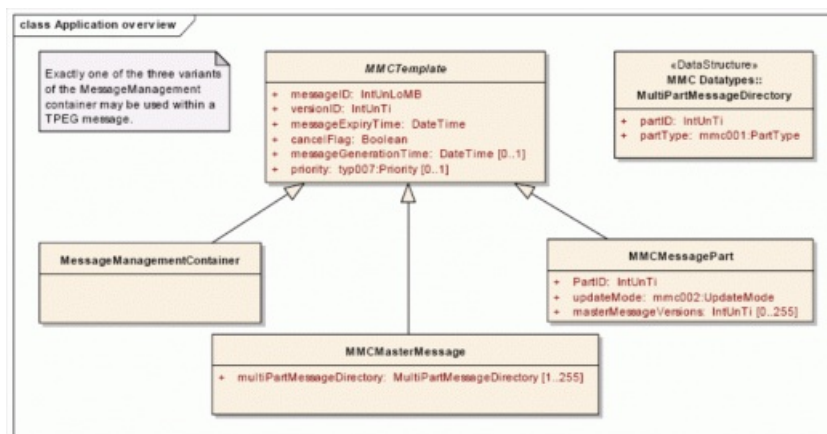 class Application overview
Exactly one of the three variants
of the MessageManagement
container may be used within a
TPEG message.
MMCTemplate
+ messageID: IntUnLoMB
+ versionID: IntUnTi
+ messageExpiryTime: DateTime
+ cancelFlag: Boolean
+ messageGenerationTime: DateTime [0..1]
+ priority: typ007:Priority [0..1]
«DataStructure»
MMC Datatypes::
MultiPartMessageDirectory
+ partID: IntUnTi
+ partType: mmc001:PartType
MessageManagementContainer
MMCMessagePart
+ PartID: IntUnTi
+ updateMode: mmc002:UpdateMode
+ masterMessageVersions: IntUnTi [0..255]
MMCMasterMessage
+ multiPartMessageDirectory: MultiPartMessageDirectory [1..255]